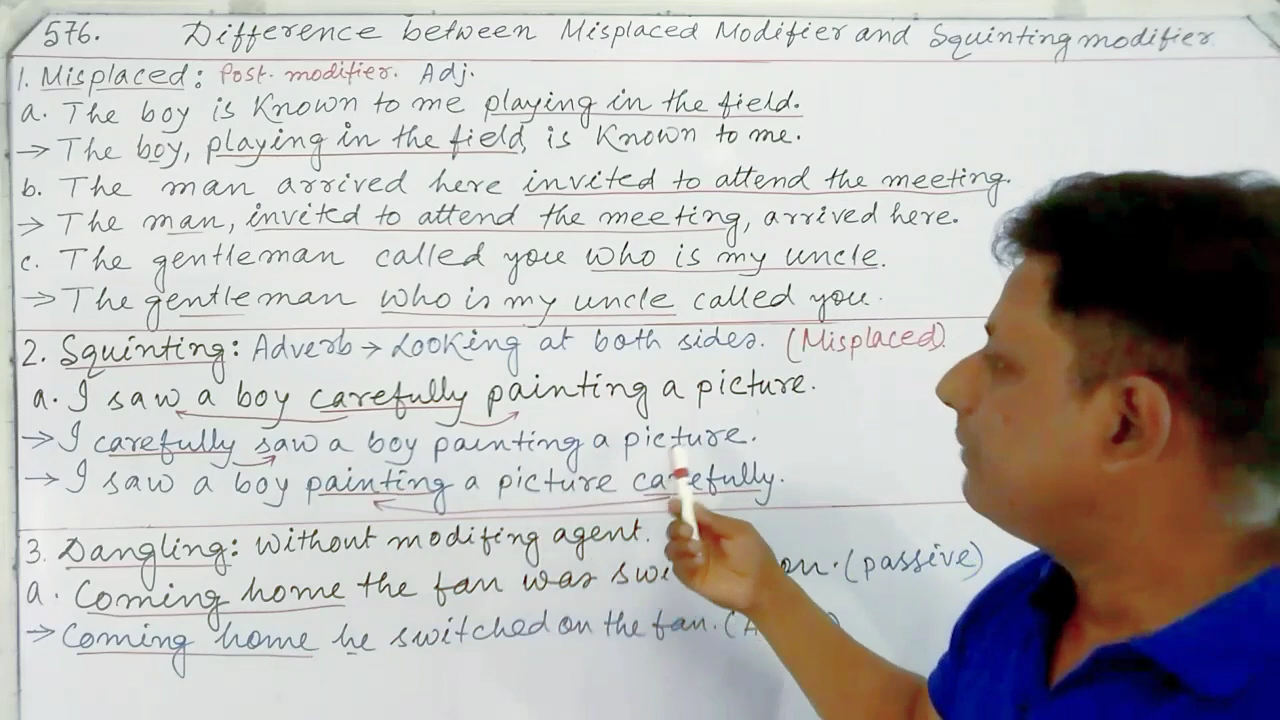 576. Difference between Misplaced Modifier and Squinting modifier
1. Misplaced: Post. modifier. Adj.
a. The boy is Known to me playing in the field.
→ The boy, playing in the field, is Known to me.
b. The man arrived here invited to attend the meeting.
→ The man, invited to attend the meeting, arrived here.
c. The gentleman called you who is my uncle.
→ The gentleman who is my uncle called you.
2. Squinting: Adverb → Looking at both sides. (Misplaced).
a. I saw a boy carefully painting a picture.
→ I carefully saw a boy painting a picture.
→ I saw a boy painting a picture carefully.
3. Dangling: without modifing agent.
a. Coming home the fan was on. (passive)
→ Coming home he switched on the fan.